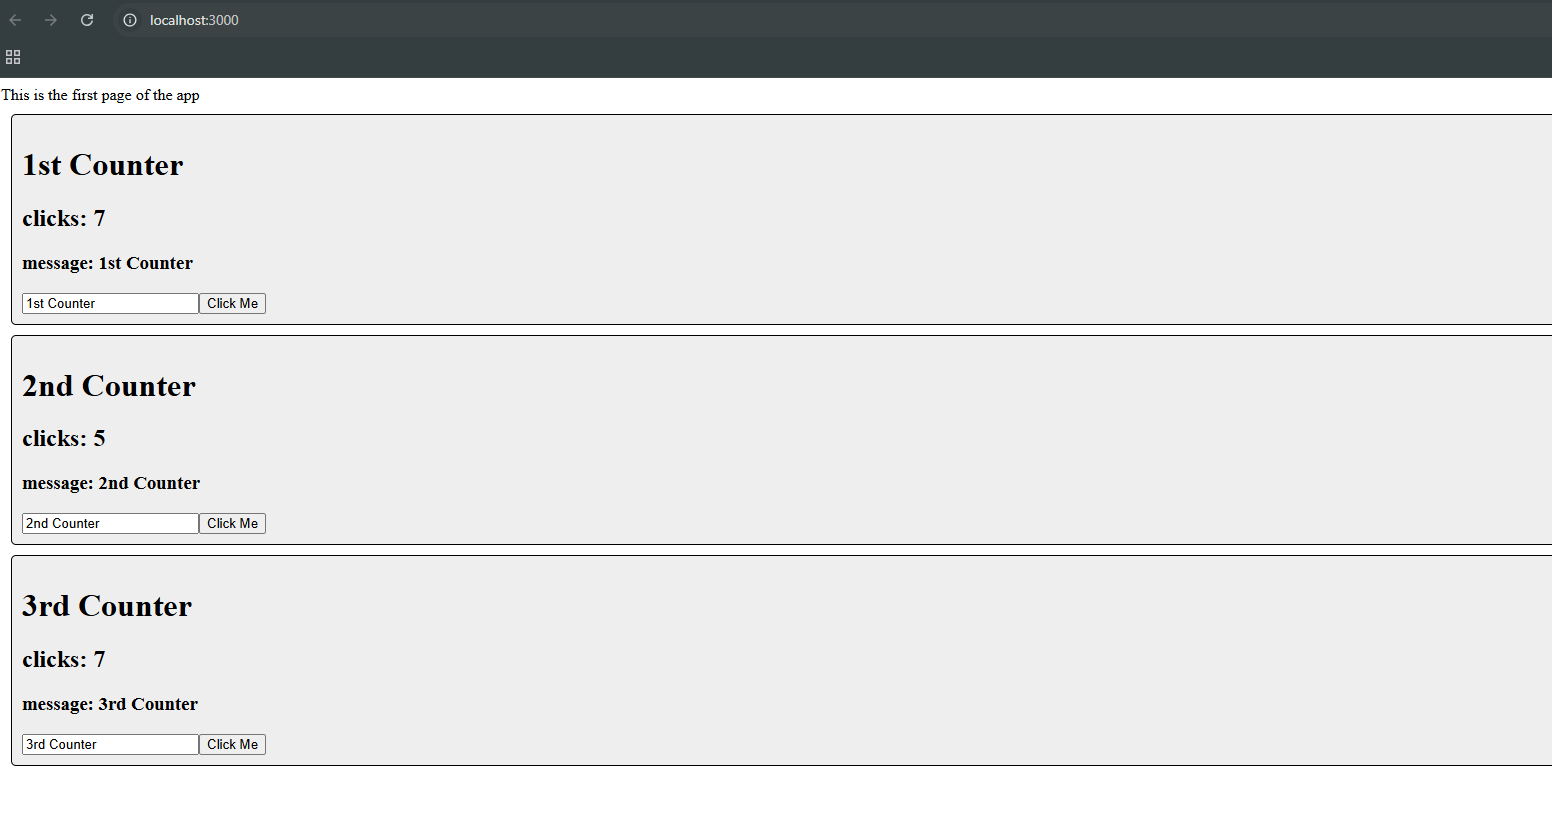 localhost:3000
This is the first page of the app
1st Counter
clicks: 7
message: 1st Counter
1st Counter Click Me
2nd Counter
clicks: 5
message: 2nd Counter
2nd Counter Click Me
3rd Counter
clicks: 7
message: 3rd Counter
3rd Counter Click Me